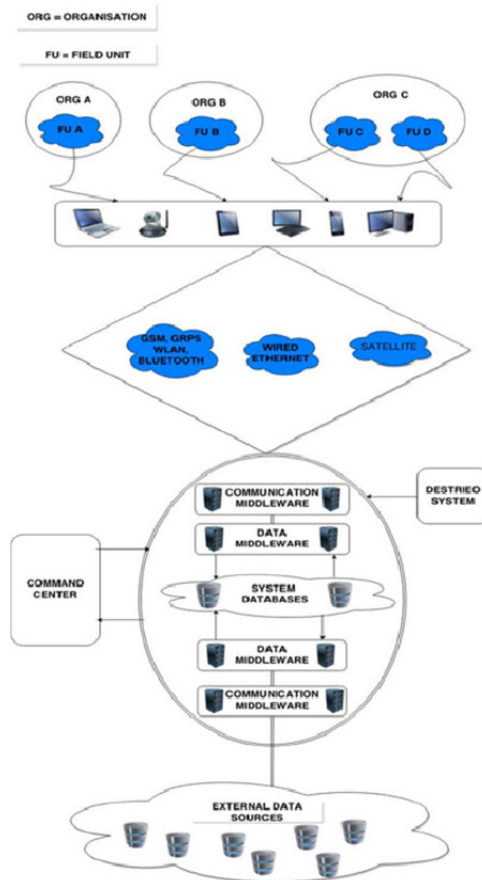 ORG = ORGANISATION
FU = FIELD UNIT
ORG A
ORG B
ORG C
FU A
FU B
FU C
FU D
GSM, GRPS
WLAN,
BLUETOOTH
WIRED
ETHERNET
SATELLITE
COMMUNICATION
MIDDLEWARE
DESTRIEO
SYSTEM
DATA
MIDDLEWARE
COMMAND
CENTER
SYSTEM
DATABASES
DATA
MIDDLEWARE
COMMUNICATION
MIDDLEWARE
EXTERNAL DATA
SOURCES